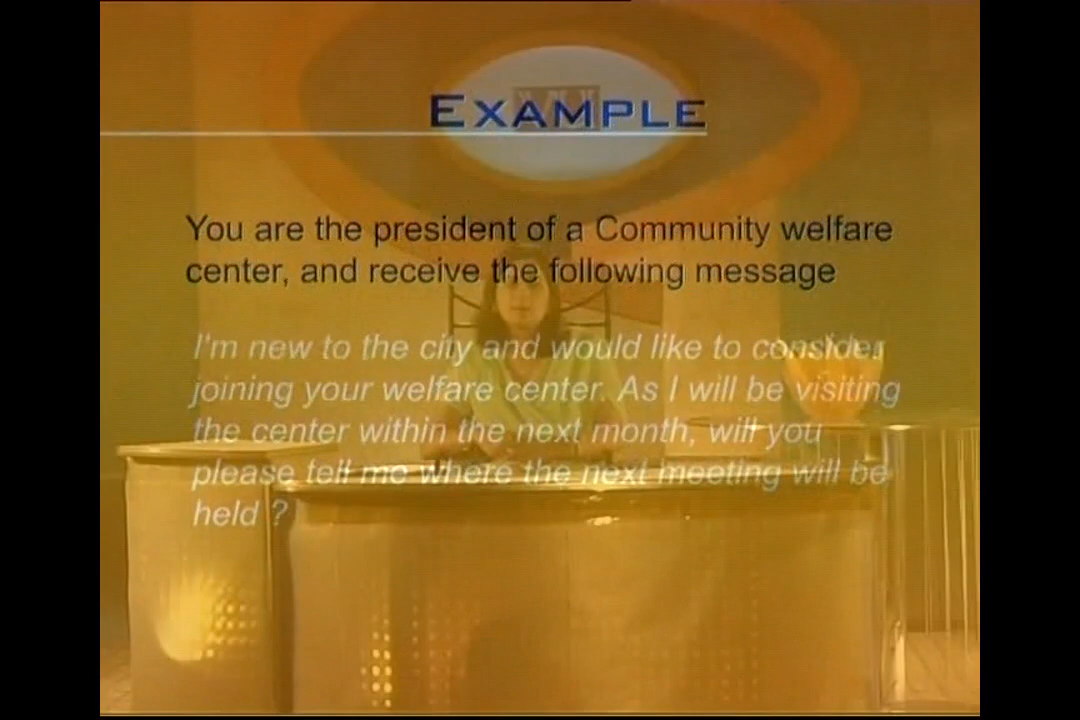 EXAMPLE
You are the president of a Community welfare
center, and receive the following message
I'm new to the city and would like to consider
joining your welfare center. As I will be visiting
the center within the next month, will you
please tell me where the next meeting will be
held ?